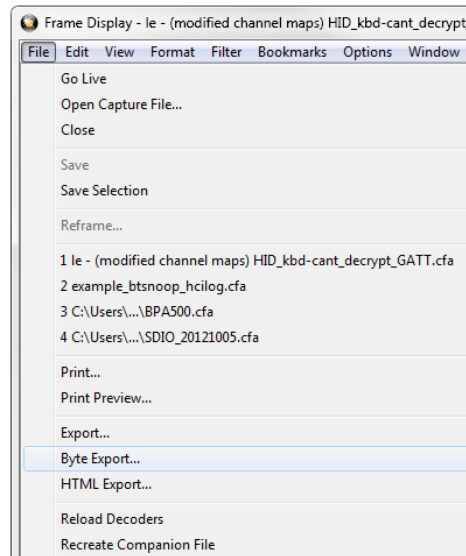 Frame Display - le - (modified channel maps) HID_kbd-cant_decrypt
File Edit View Format Filter Bookmarks Options Window
Go Live
Open Capture File...
Close
Save
Save Selection
Reframe...
1 le - (modified channel maps) HID_kbd-cant_decrypt_GATT.cfa
2 example_btsnoop_hcilog.cfa
3 C:\Users\...\BPA500.cfa
4 C:\Users\...\SDIO_20121005.cfa
Print...
Print Preview...
Export...
Byte Export...
HTML Export...
Reload Decoders
Recreate Companion File